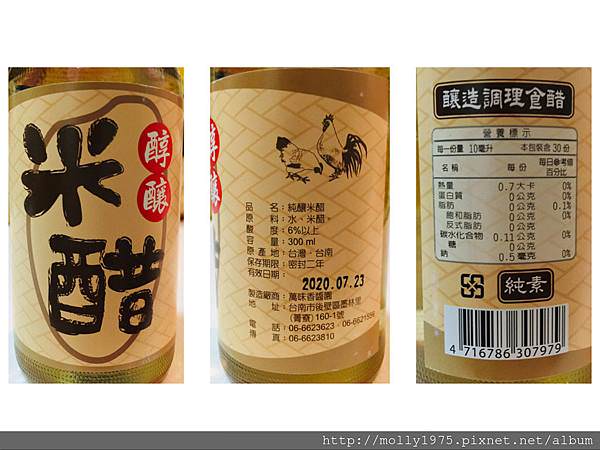 米醋
醇釀
品名：純釀米醋
原料：水、米醋。
酸度：6%以上
容量：300 ml
原產地：台灣．台南
保存期限：密封二年
有效日期：
2020.07.23
製造廠商：萬味香醬園
地址：台南市後壁區墨林里
(菁寮) 160-1號
電話：06-6623623．06-6621556
傳真：06-6623810
釀造調理食醋
營養標示
每一份量 10毫升 本包裝含 30份
名稱 每份 每日參考值百分比
熱量 0.7 大卡 0%
蛋白質 0 公克 0%
脂肪 0 公克 0.1%
飽和脂肪 0 公克 0%
反式脂肪 0 公克
碳水化合物 0.11 公克 0%
糖 0 公克
鈉 0.5 毫克 0%
純素
4 716786 307979
http://molly1975.pixnet.net/album